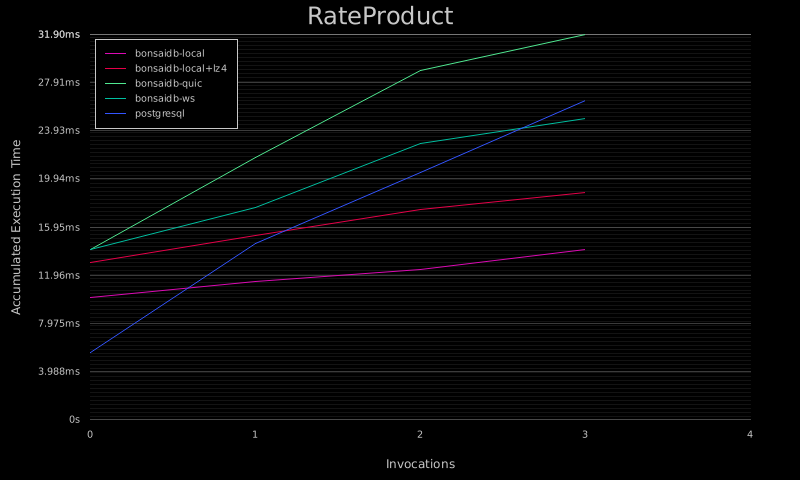 RateProduct
31.90ms
27.91ms
23.93ms
19.94ms
15.95ms
11.96ms
7.975ms
3.988ms
0s
bonsaidb-local
bonsaidb-local+lz4
bonsaidb-quic
bonsaidb-ws
postgresql
Accumulated Execution Time
0 1 2 3 4
Invocations